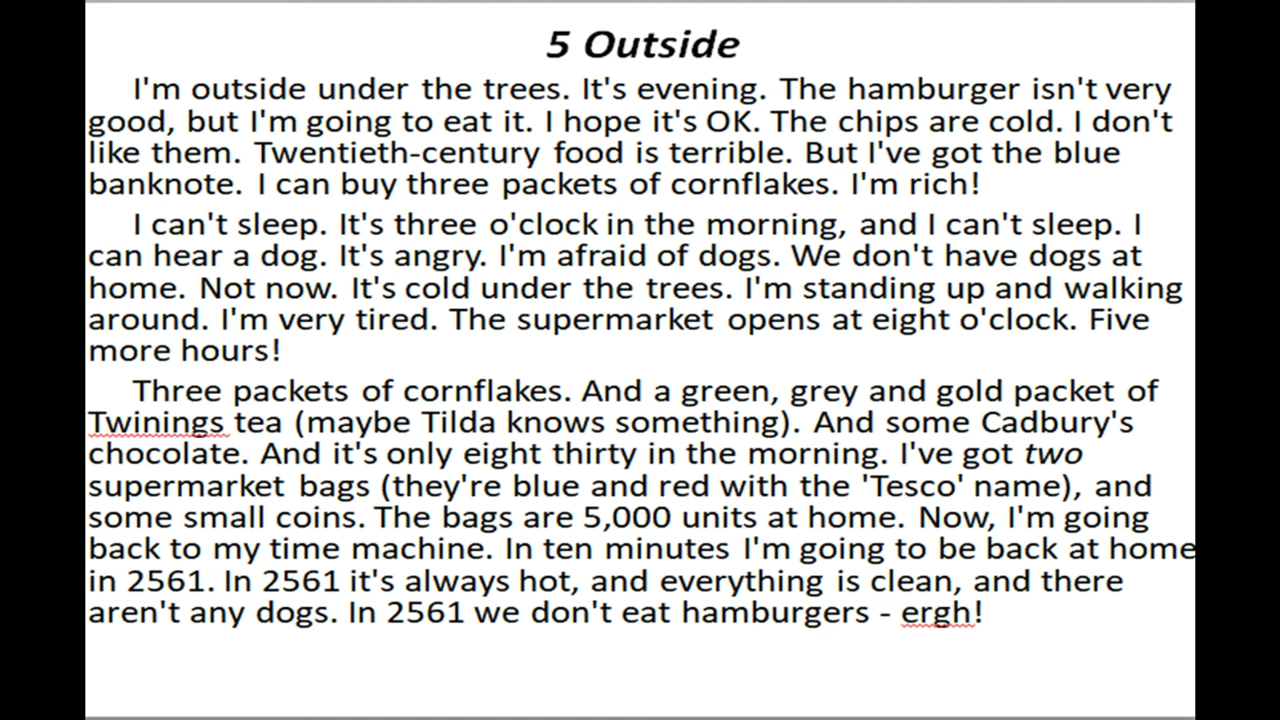 5 Outside
I'm outside under the trees. It's evening. The hamburger isn't very
good, but I'm going to eat it. I hope it's OK. The chips are cold. I don't
like them. Twentieth-century food is terrible. But I've got the blue
banknote. I can buy three packets of cornflakes. I'm rich!
I can't sleep. It's three o'clock in the morning, and I can't sleep. I
can hear a dog. It's angry. I'm afraid of dogs. We don't have dogs at
home. Not now. It's cold under the trees. I'm standing up and walking
around. I'm very tired. The supermarket opens at eight o'clock. Five
more hours!
Three packets of cornflakes. And a green, grey and gold packet of
Twinings tea (maybe Tilda knows something). And some Cadbury's
chocolate. And it's only eight thirty in the morning. I've got two
supermarket bags (they're blue and red with the 'Tesco' name), and
some small coins. The bags are 5,000 units at home. Now, I'm going
back to my time machine. In ten minutes I'm going to be back at home
in 2561. In 2561 it's always hot, and everything is clean, and there
aren't any dogs. In 2561 we don't eat hamburgers - ergh!